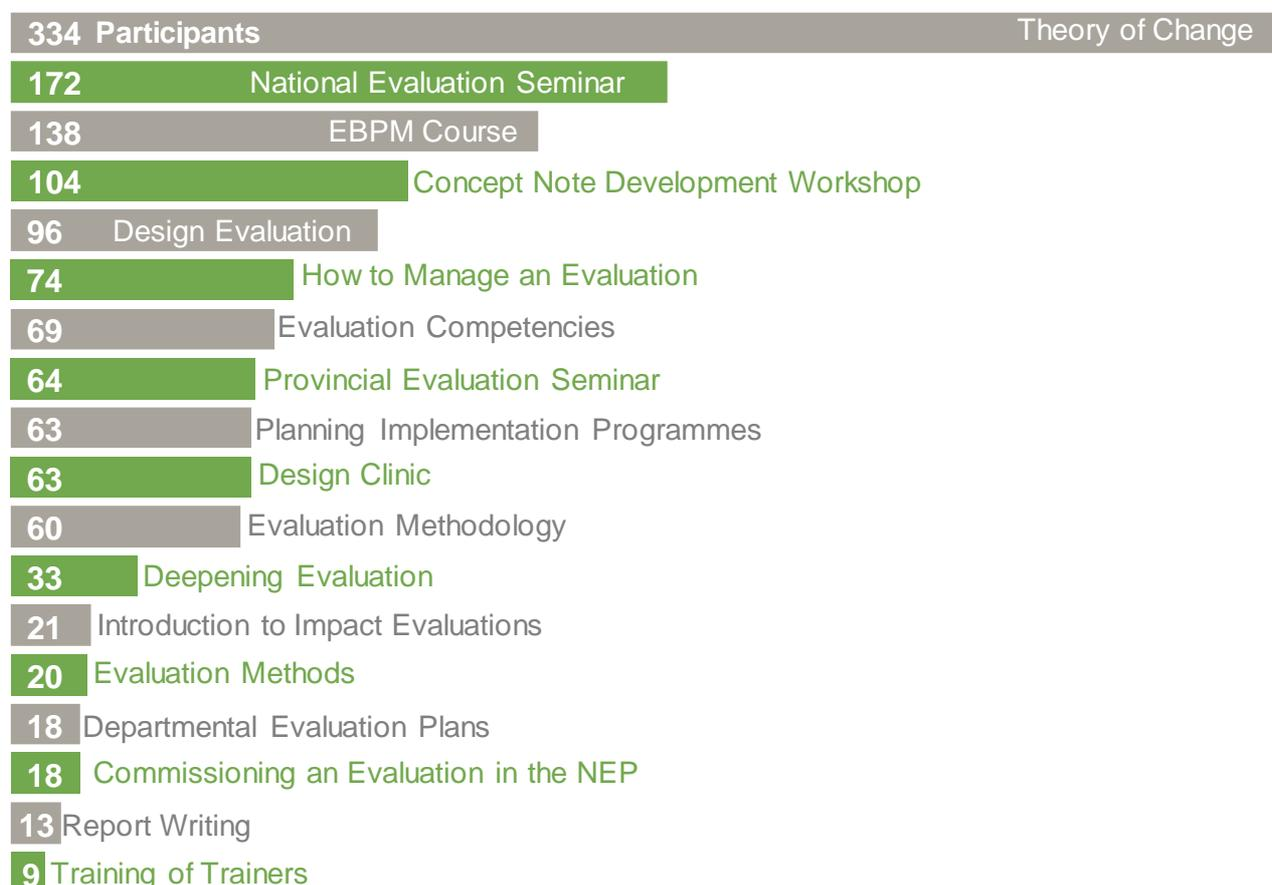 334 Participants Theory of Change
172 National Evaluation Seminar
138 EBPM Course
104 Concept Note Development Workshop
96 Design Evaluation
74 How to Manage an Evaluation
69 Evaluation Competencies
64 Provincial Evaluation Seminar
63 Planning Implementation Programmes
63 Design Clinic
60 Evaluation Methodology
33 Deepening Evaluation
21 Introduction to Impact Evaluations
20 Evaluation Methods
18 Departmental Evaluation Plans
18 Commissioning an Evaluation in the NEP
13 Report Writing
9 Training of Trainers